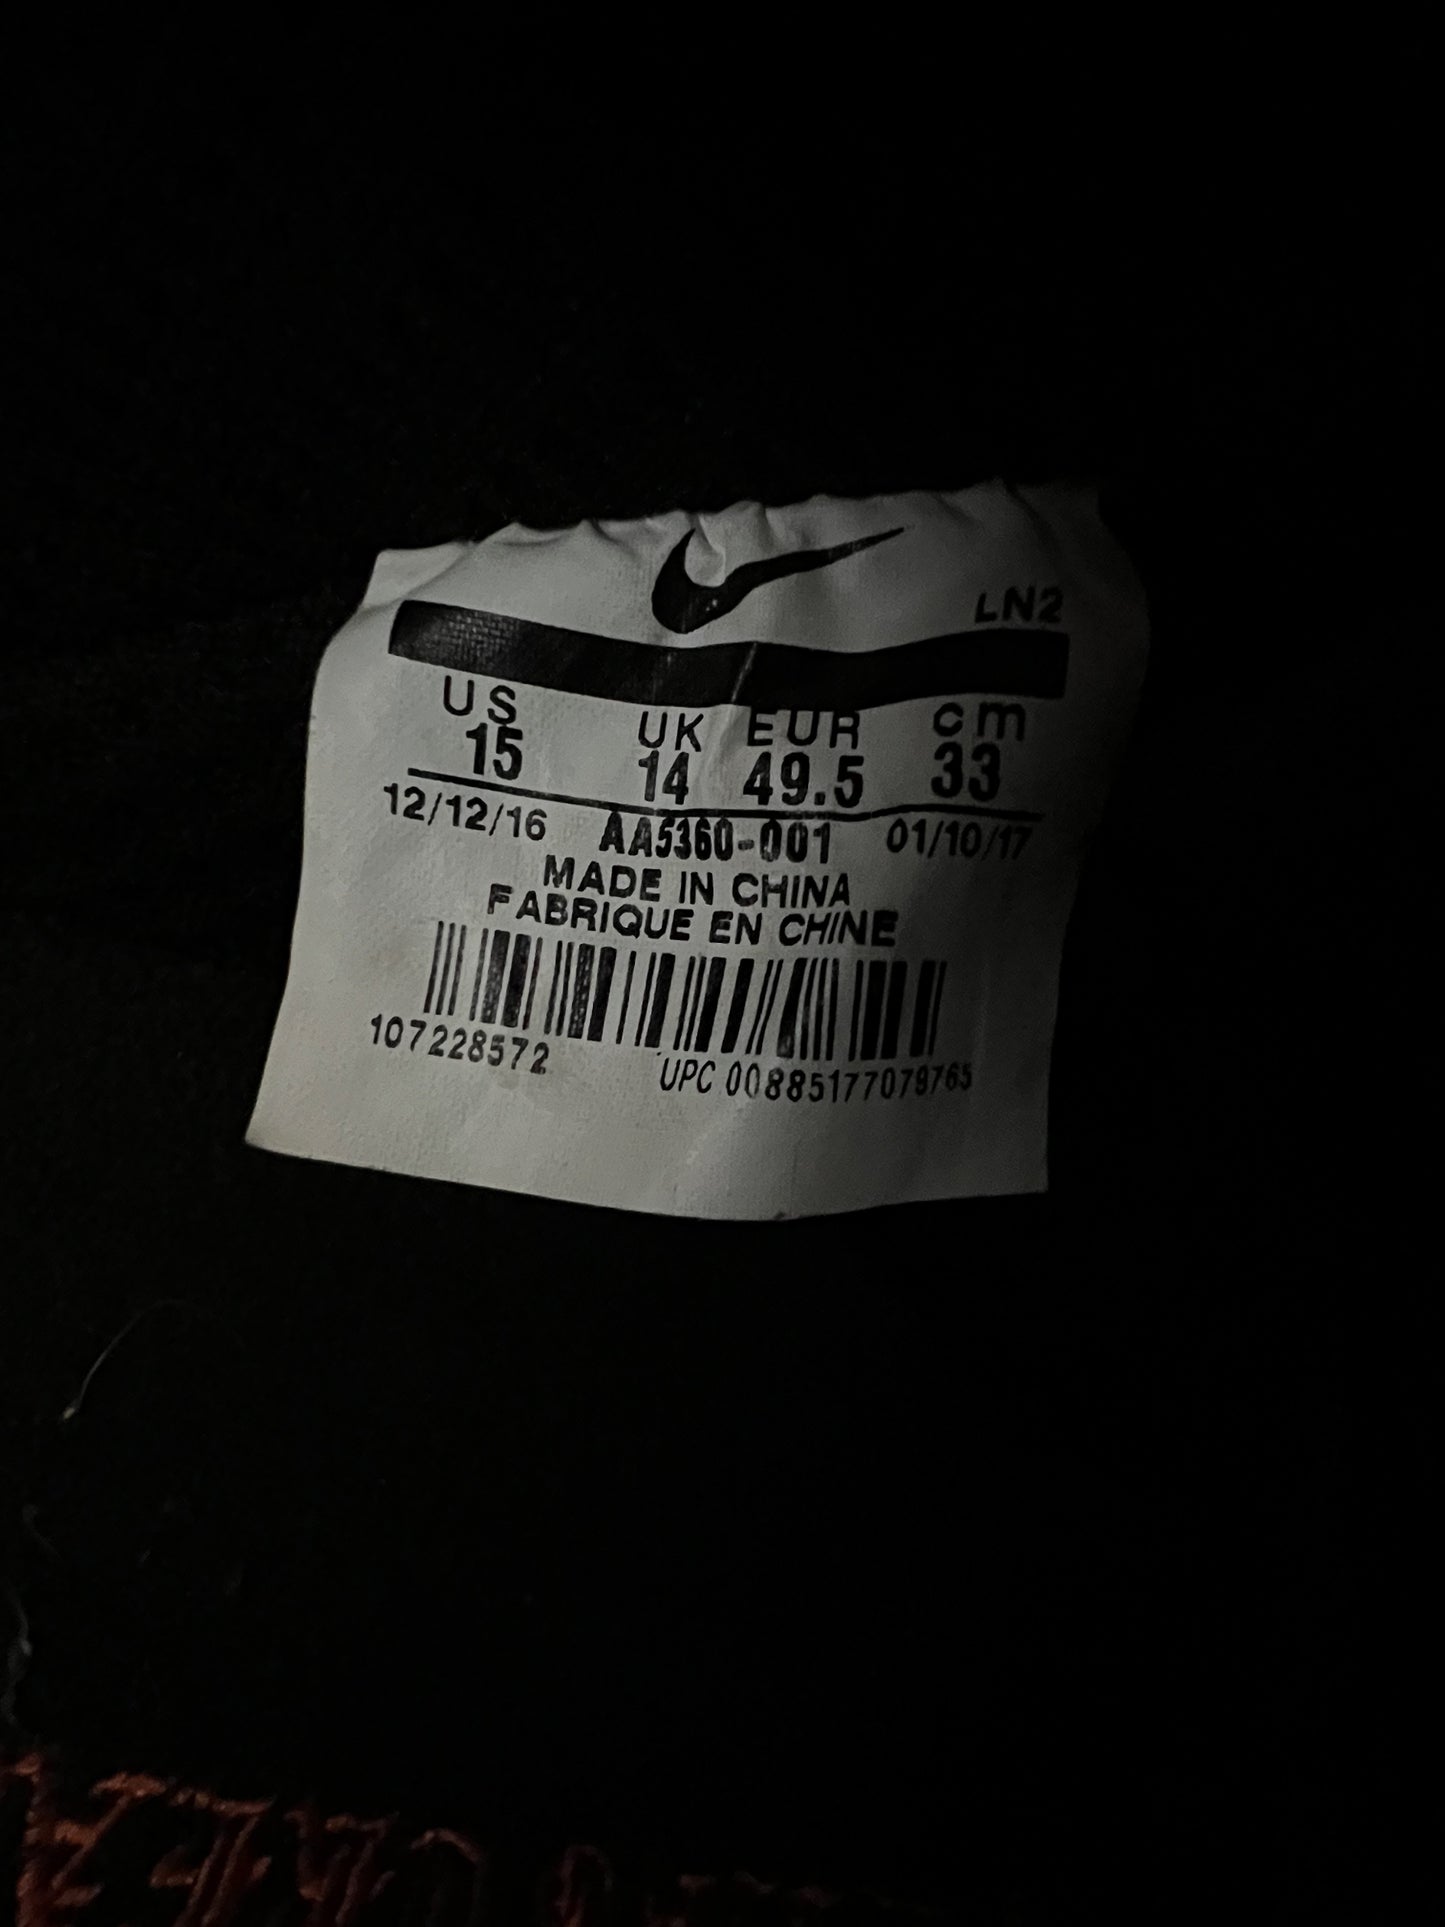 LN2
US UK EUR cm
15 14 49.5 33
12/12/16 AA5360-001 01/10/17
MADE IN CHINA
FABRIQUE EN CHINE
107228572 UPC 00885177079765